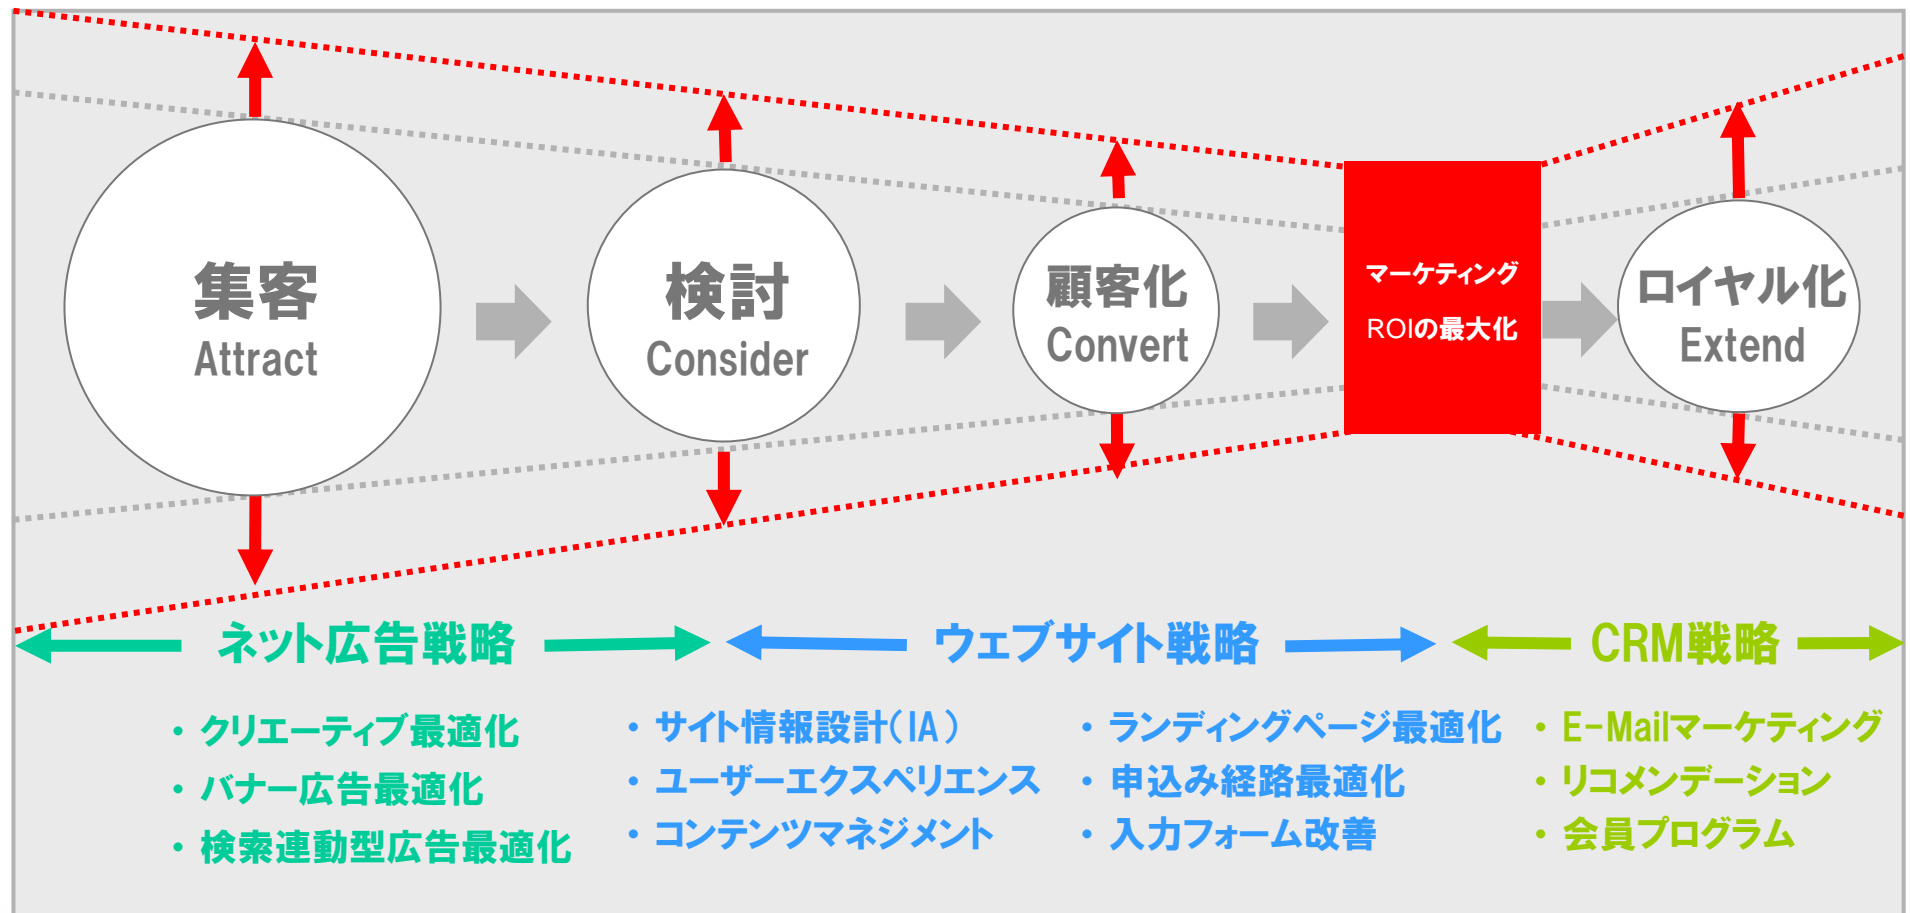 集客
Attract
検討
Consider
顧客化
Convert
マーケティング
ROIの最大化
ロイヤル化
Extend
ネット広告戦略
ウェブサイト戦略
CRM戦略
・クリエーティブ最適化
・バナー広告最適化
・検索連動型広告最適化
・サイト情報設計(IA)
・ユーザーエクスペリエンス
・コンテンツマネジメント
・ランディングページ最適化
・申込み経路最適化
・入力フォーム改善
・E-Mailマーケティング
・リコメンデーション
・会員プログラム